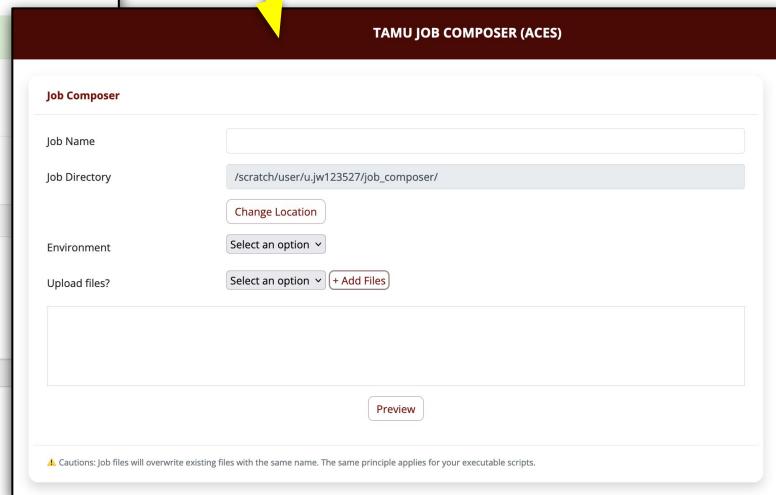 TAMU JOB COMPOSER (ACES)
Job Composer
Job Name
Job Directory /scratch/user/u.jw123527/job_composer/
Change Location
Environment Select an option
Upload files? Select an option + Add Files
Preview
⚠ Cautions: Job files will overwrite existing files with the same name. The same principle applies for your executable scripts.